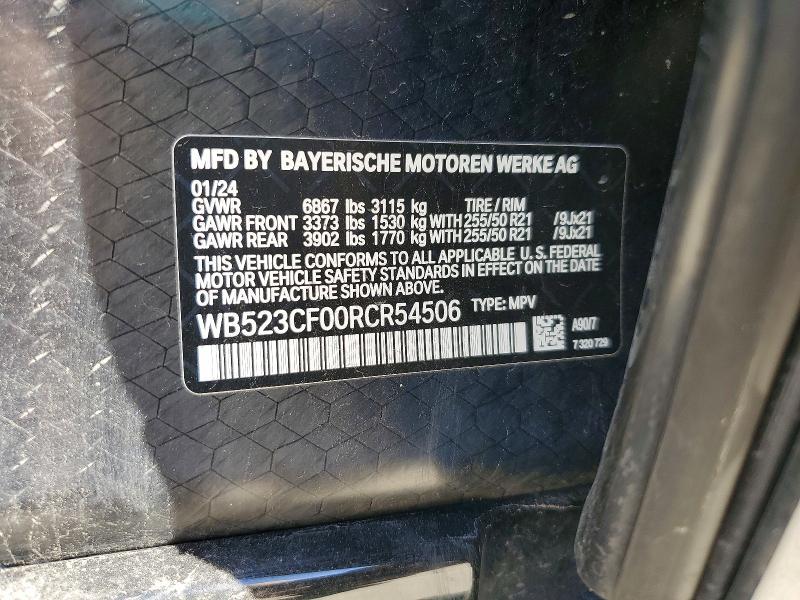 MFD BY BAYERISCHE MOTOREN WERKE AG
01/24
GVWR 6867 lbs 3115 kg TIRE / RIM
GAWR FRONT 3373 lbs 1530 kg WITH 255/50 R21 /9Jx21
GAWR REAR 3902 lbs 1770 kg WITH 255/50 R21 /9Jx21
THIS VEHICLE CONFORMS TO ALL APPLICABLE U.S. FEDERAL
MOTOR VEHICLE SAFETY STANDARDS IN EFFECT ON THE DATE
OF MANUFACTURE SHOWN ABOVE.
WB523CF00RCR54506 TYPE: MPV
A90/7
7320729